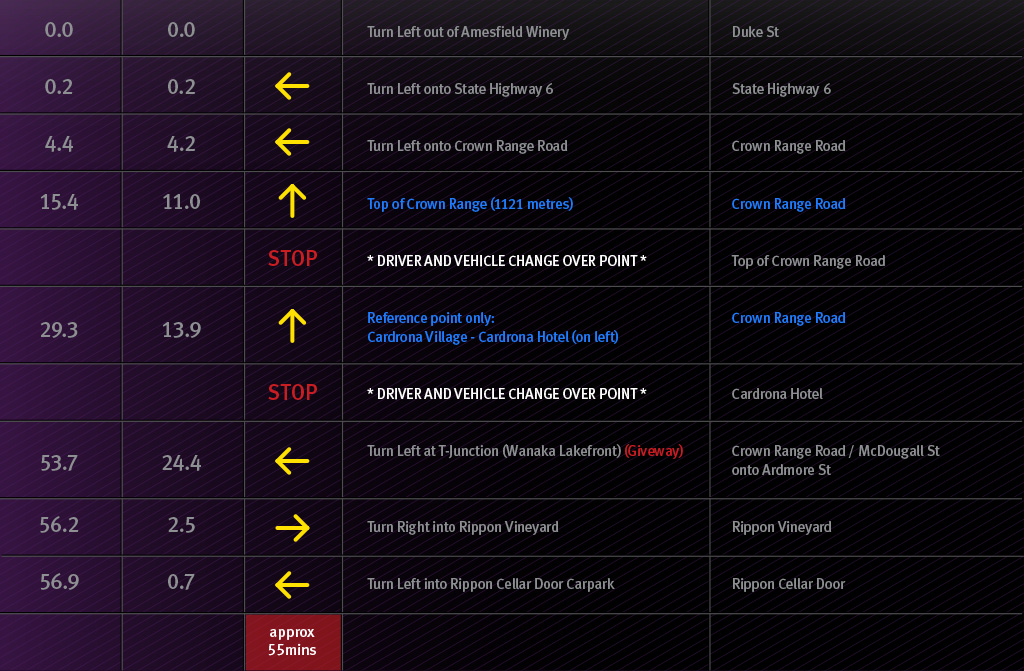 0.0 0.0 Turn Left out of Amesfield Winery Duke St
0.2 0.2 Turn Left onto State Highway 6 State Highway 6
4.4 4.2 Turn Left onto Crown Range Road Crown Range Road
15.4 11.0 Top of Crown Range (1121 metres) Crown Range Road
STOP * DRIVER AND VEHICLE CHANGE OVER POINT * Top of Crown Range Road
29.3 13.9 Reference point only: Crown Range Road
Cardrona Village - Cardrona Hotel (on left)
STOP * DRIVER AND VEHICLE CHANGE OVER POINT * Cardrona Hotel
53.7 24.4 Turn Left at T-Junction (Wanaka Lakefront) (Giveway) Crown Range Road / McDougall St
onto Ardmore St
56.2 2.5 Turn Right into Rippon Vineyard Rippon Vineyard
56.9 0.7 Turn Left into Rippon Cellar Door Carpark Rippon Cellar Door
approx
55mins